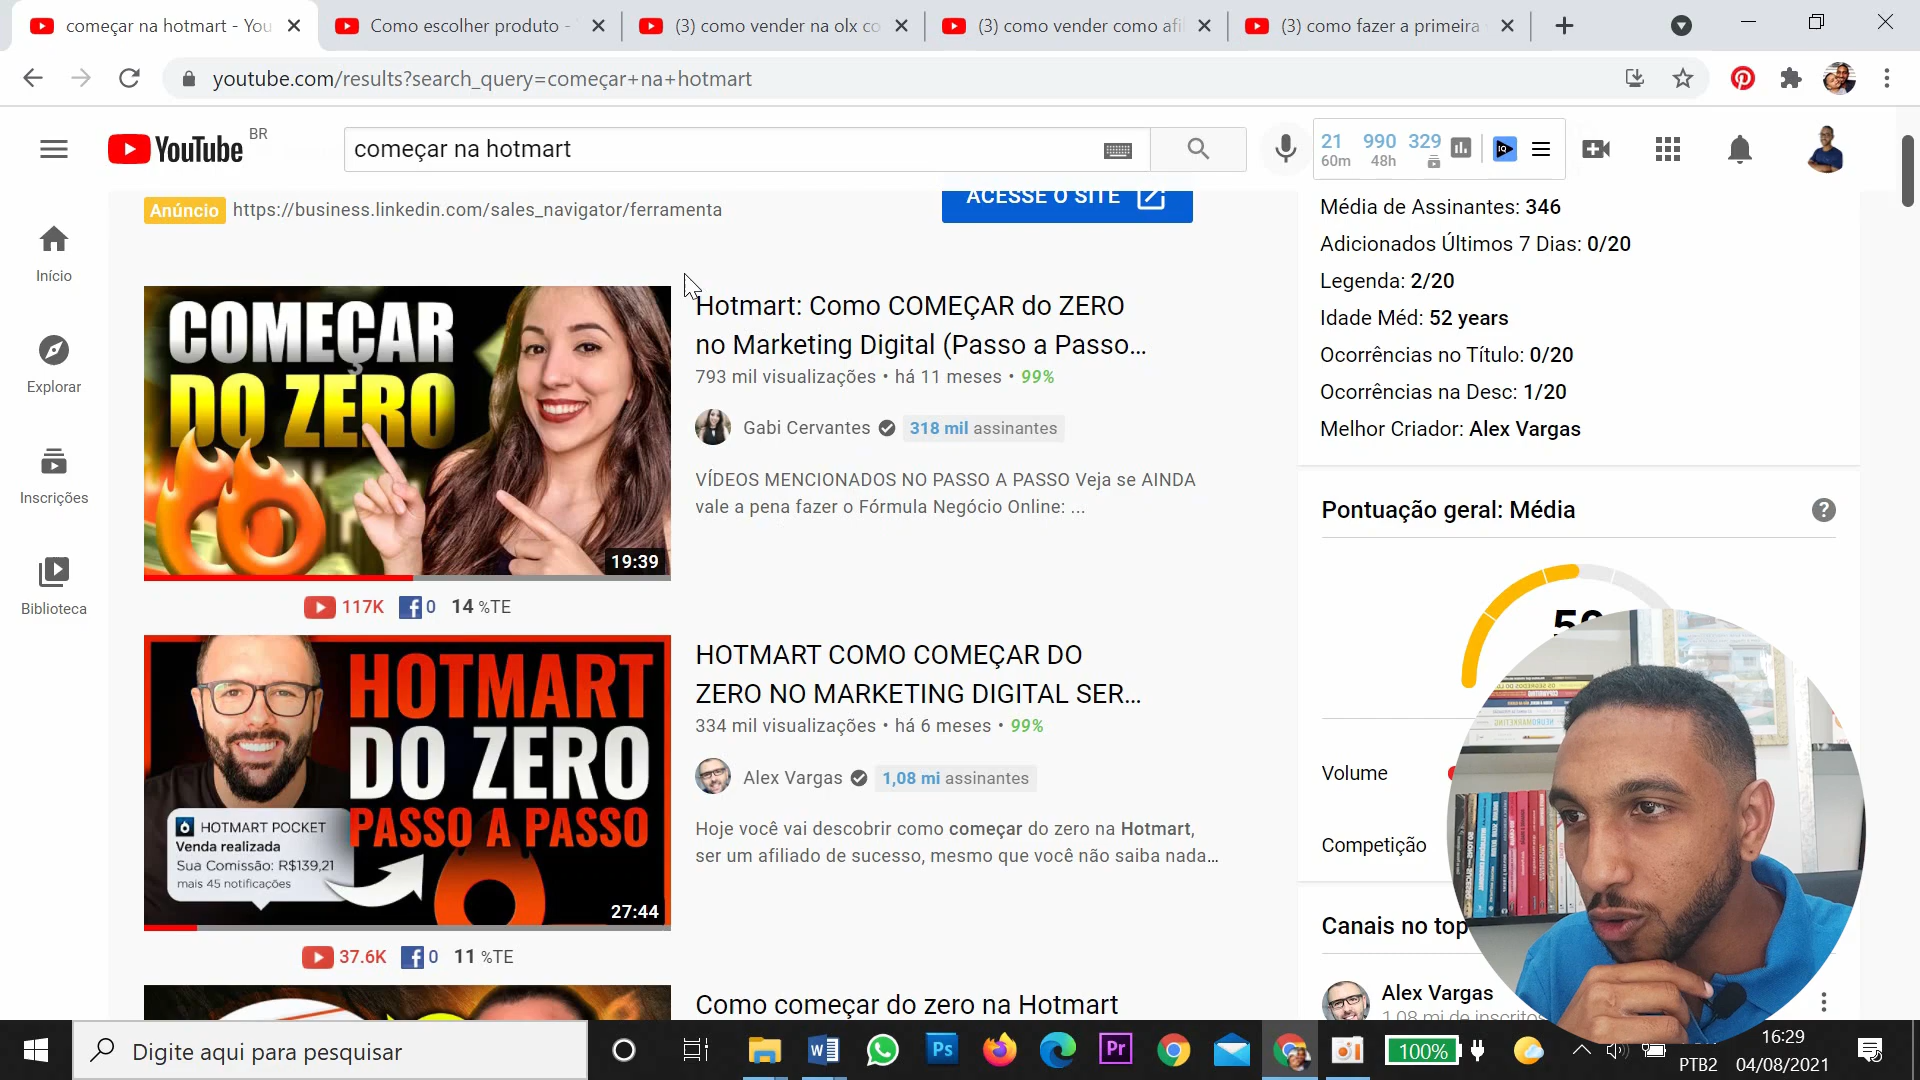 começar na hotmart - You
Como escolher produto -
(3) como vender na olx co
(3) como vender como afi
(3) como fazer a primeira
youtube.com/results?search_query=começar+na+hotmart
YouTube
BR
começar na hotmart
21
60m
990
48h
329
IQ
Início
Explorar
Inscrições
Biblioteca
Anúncio
https://business.linkedin.com/sales_navigator/ferramenta
ACESSE O SITE
COMEÇAR
DO ZERO
19:39
117K
0
14 %TE
Hotmart: Como COMEÇAR do ZERO
no Marketing Digital (Passo a Passo...
793 mil visualizações • há 11 meses • 99%
Gabi Cervantes
318 mil assinantes
VÍDEOS MENCIONADOS NO PASSO A PASSO Veja se AINDA
vale a pena fazer o Fórmula Negócio Online: ...
HOTMART
DO ZERO
PASSO A PASSO
HOTMART POCKET
Venda realizada
Sua Comissão: R$139,21
mais 45 notificações
27:44
37.6K
0
11 %TE
HOTMART COMO COMEÇAR DO
ZERO NO MARKETING DIGITAL SER...
334 mil visualizações • há 6 meses • 99%
Alex Vargas
1,08 mi assinantes
Hoje você vai descobrir como começar do zero na Hotmart,
ser um afiliado de sucesso, mesmo que você não saiba nada...
Como começar do zero na Hotmart
Média de Assinantes: 346
Adicionados Últimos 7 Dias: 0/20
Legenda: 2/20
Idade Méd: 52 years
Ocorrências no Título: 0/20
Ocorrências na Desc: 1/20
Melhor Criador: Alex Vargas
Pontuação geral: Média
Volume
Competição
Canais no top
Alex Vargas
1,08 mi de inscritos
Digite aqui para pesquisar
Ps
Pr
100%
PTB2
16:29
04/08/2021